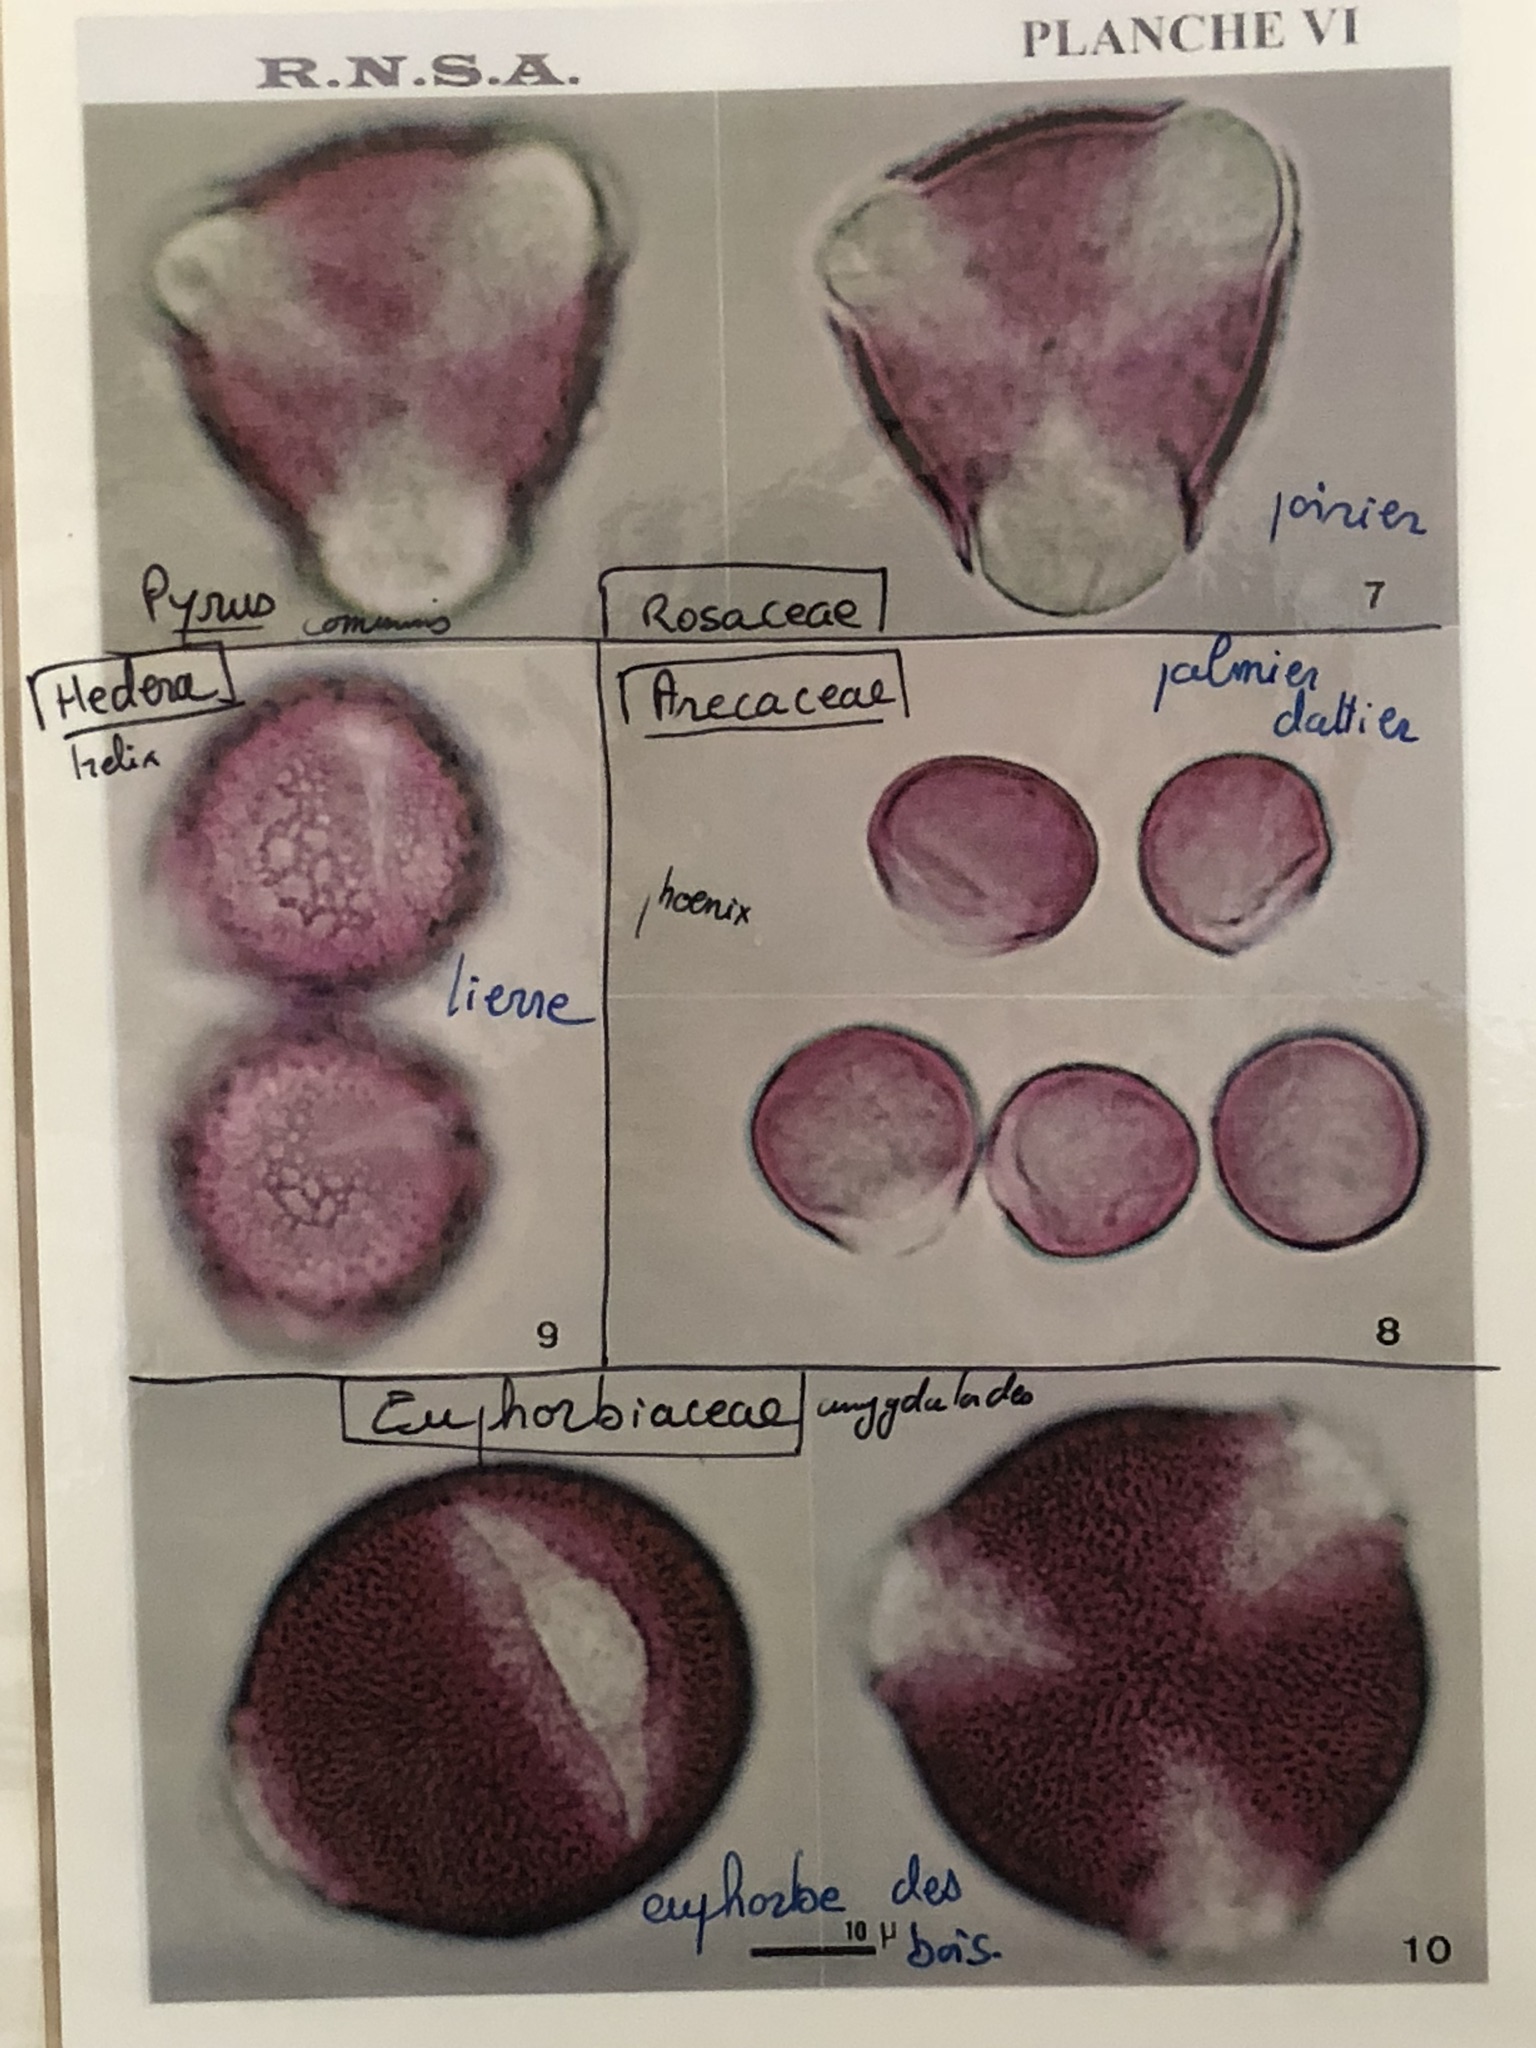 R.N.S.A.
PLANCHE VI
poirier
7
Pyrus communis
Rosaceae
Hedera
helix
Arecaceae
palmier
dattier
phoenix
lierre
9
8
Euphorbiaceae amygdaloides
euphorbe des
bois.
10 µ
10